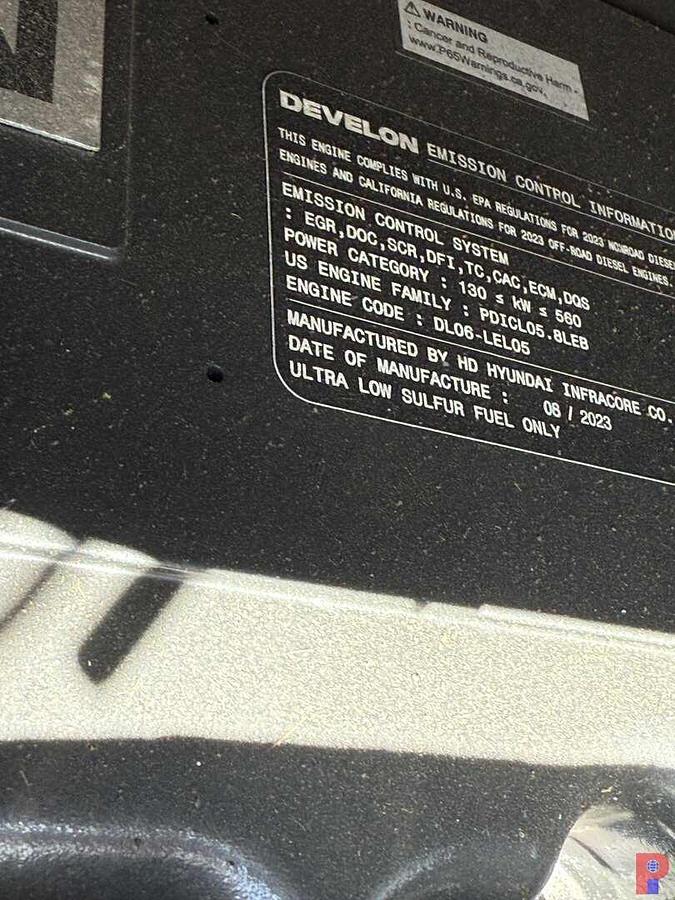 ⚠ WARNING
: Cancer and Reproductive Harm -
www.P65Warnings.ca.gov.
DEVELON EMISSION CONTROL INFORMATIO
THIS ENGINE COMPLIES WITH U.S. EPA REGULATIONS FOR 2023 NONROAD DIESE
ENGINES AND CALIFORNIA REGULATIONS FOR 2023 OFF-ROAD DIESEL ENGINES.
EMISSION CONTROL SYSTEM
: EGR,DOC,SCR,DFI,TC,CAC,ECM,DQS
POWER CATEGORY : 130 ≤ kW ≤ 560
US ENGINE FAMILY : PDICL05.8LEB
ENGINE CODE : DL06-LEL05
MANUFACTURED BY HD HYUNDAI INFRACORE CO.
DATE OF MANUFACTURE : 08 / 2023
ULTRA LOW SULFUR FUEL ONLY